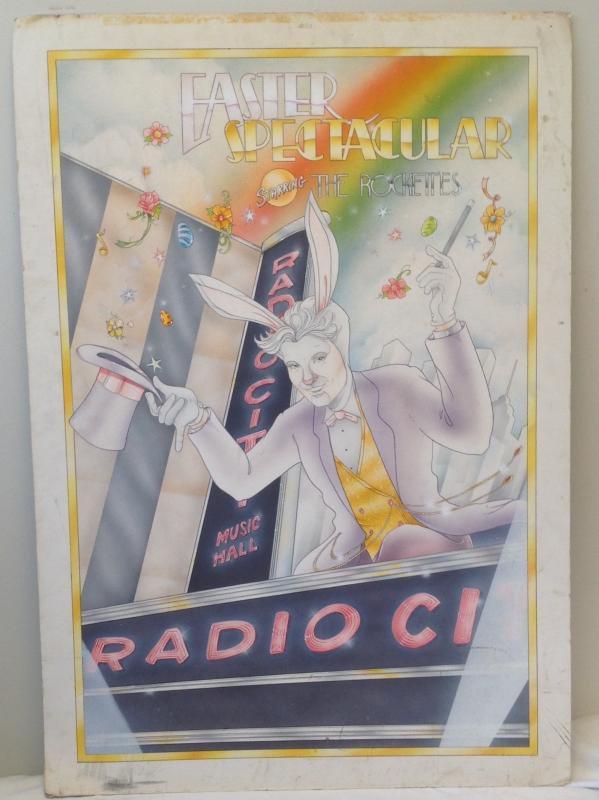 EASTER
SPECTACULAR
STARRING THE ROCKETTES
RADIO CITY
MUSIC
HALL
RADIO CI